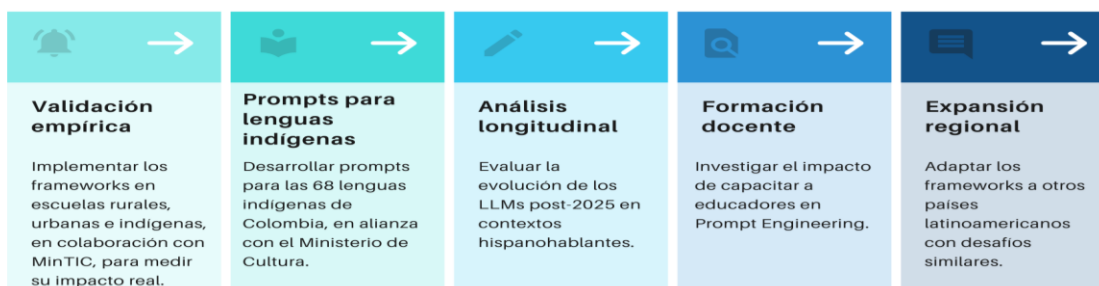 Validación
empírica
Implementar los
frameworks en
escuelas rurales,
urbanas e indígenas,
en colaboración con
MinTIC, para medir
su impacto real.
Prompts para
lenguas
indígenas
Desarrollar prompts
para las 68 lenguas
indígenas de
Colombia, en alianza
con el Ministerio de
Cultura.
Análisis
longitudinal
Evaluar la
evolución de los
LLMs post-2025 en
contextos
hispanohablantes.
Formación
docente
Investigar el impacto
de capacitar a
educadores en
Prompt Engineering.
Expansión
regional
Adaptar los
frameworks a otros
países
latinoamericanos
con desafíos
similares.